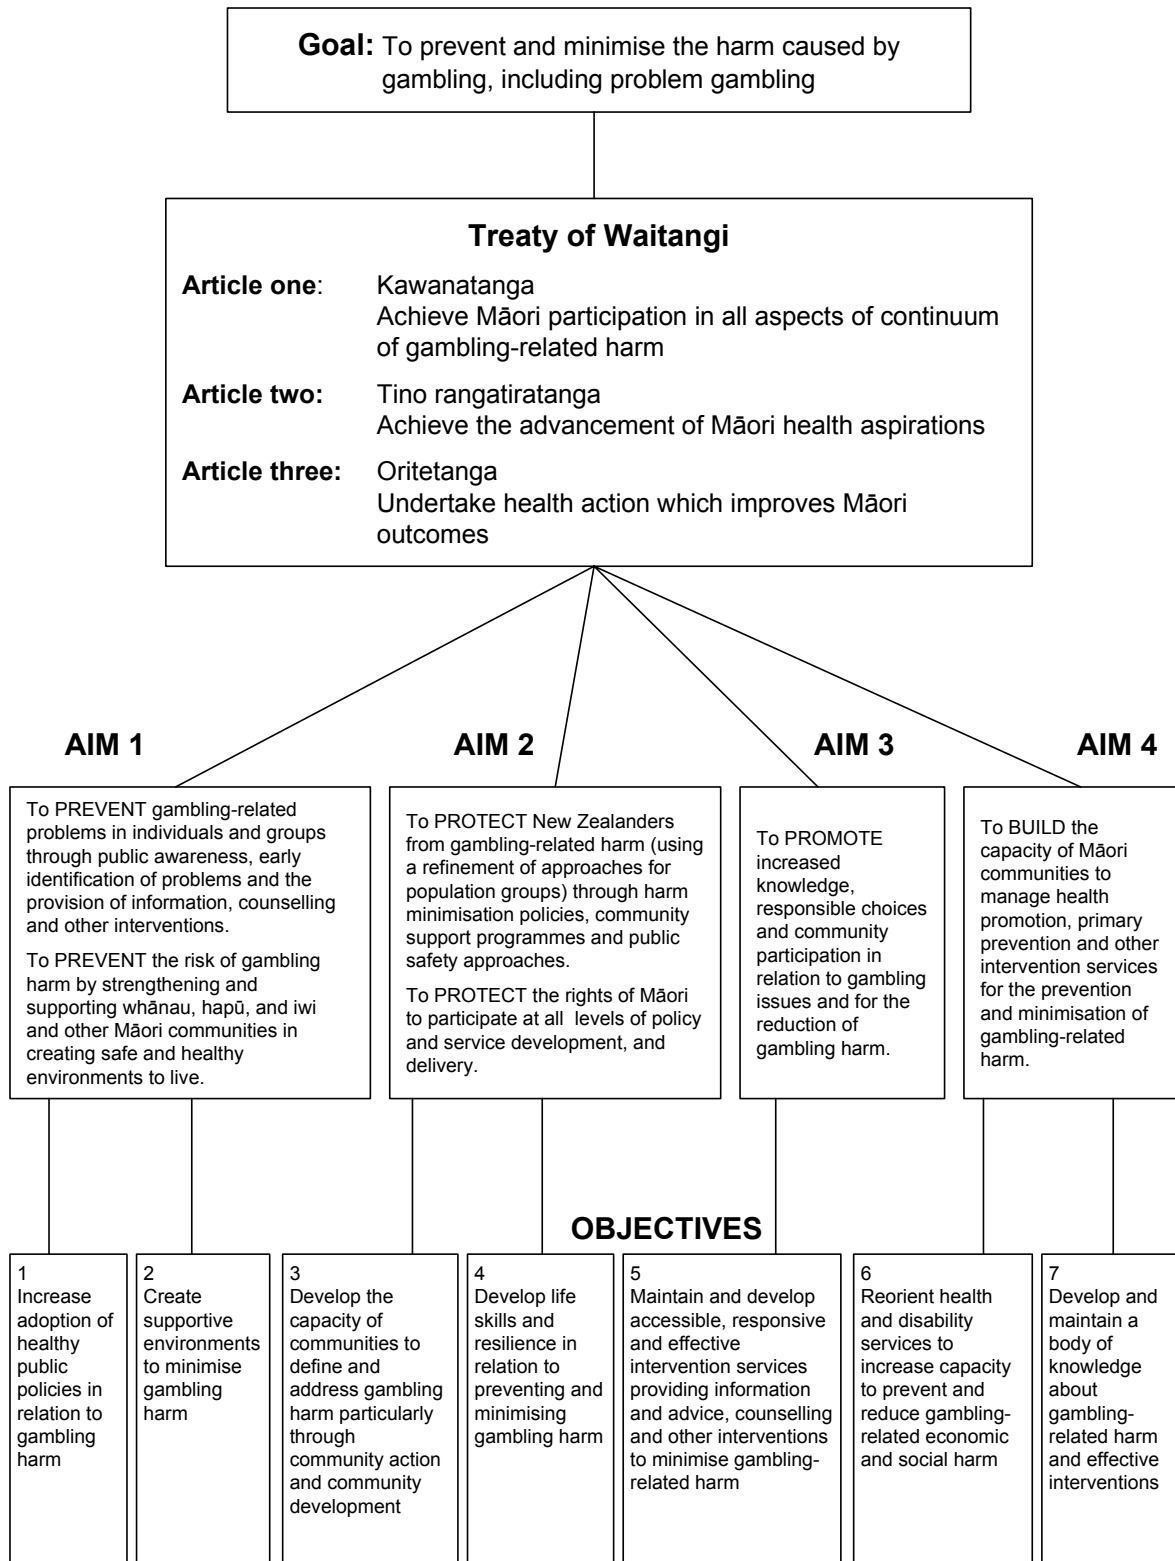 Goal: To prevent and minimise the harm caused by
gambling, including problem gambling
Treaty of Waitangi
Article one: Kawanatanga
Achieve Māori participation in all aspects of continuum
of gambling-related harm
Article two: Tino rangatiratanga
Achieve the advancement of Māori health aspirations
Article three: Oritetanga
Undertake health action which improves Māori
outcomes
AIM 1
To PREVENT gambling-related
problems in individuals and groups
through public awareness, early
identification of problems and the
provision of information, counselling
and other interventions.
To PREVENT the risk of gambling
harm by strengthening and
supporting whānau, hapū, and iwi
and other Māori communities in
creating safe and healthy
environments to live.
AIM 2
To PROTECT New Zealanders
from gambling-related harm (using
a refinement of approaches for
population groups) through harm
minimisation policies, community
support programmes and public
safety approaches.
To PROTECT the rights of Māori
to participate at all levels of policy
and service development, and
delivery.
AIM 3
To PROMOTE
increased
knowledge,
responsible choices
and community
participation in
relation to gambling
issues and for the
reduction of
gambling harm.
AIM 4
To BUILD the
capacity of Māori
communities to
manage health
promotion, primary
prevention and other
intervention services
for the prevention
and minimisation of
gambling-related
harm.
OBJECTIVES
1
Increase
adoption of
healthy
public
policies in
relation to
gambling
harm
2
Create
supportive
environments
to minimise
gambling
harm
3
Develop the
capacity of
communities to
define and
address gambling
harm particularly
through
community action
and community
development
4
Develop life
skills and
resilience in
relation to
preventing and
minimising
gambling harm
5
Maintain and develop
accessible, responsive
and effective
intervention services
providing information
and advice, counselling
and other interventions
to minimise gambling-
related harm
6
Reorient health
and disability
services to
increase capacity
to prevent and
reduce gambling-
related economic
and social harm
7
Develop and
maintain a
body of
knowledge
about
gambling-
related harm
and effective
interventions